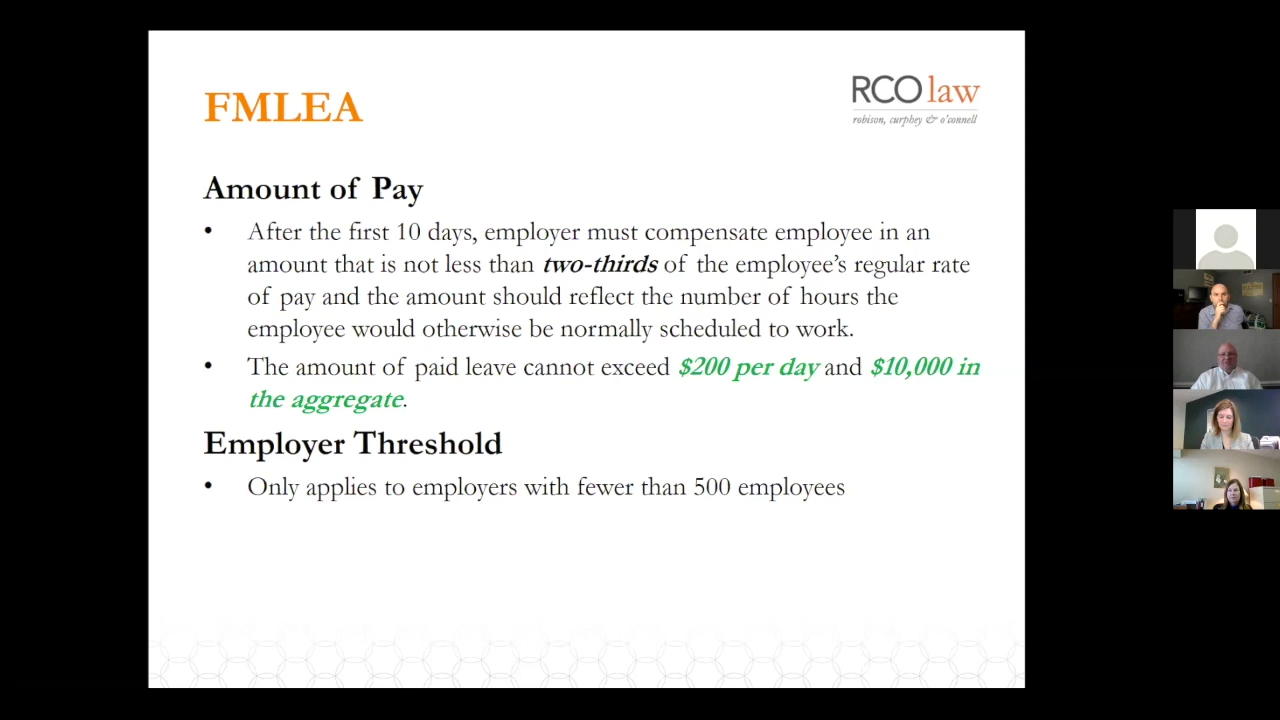 FMLEA
RCO law
robison, curphey & o'connell
Amount of Pay
• After the first 10 days, employer must compensate employee in an
amount that is not less than two-thirds of the employee's regular rate
of pay and the amount should reflect the number of hours the
employee would otherwise be normally scheduled to work.
• The amount of paid leave cannot exceed $200 per day and $10,000 in
the aggregate.
Employer Threshold
• Only applies to employers with fewer than 500 employees